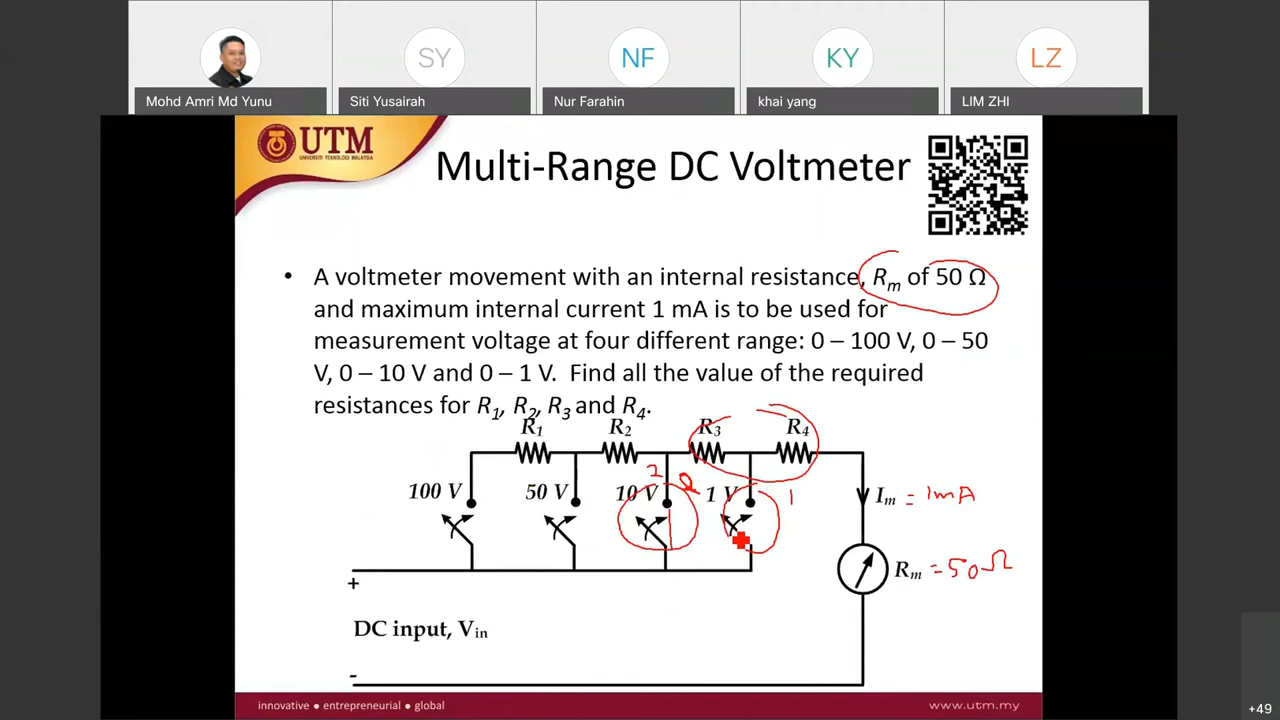 SY
NF
KY
LZ
Mohd Amri Md Yunu
Siti Yusairah
Nur Farahin
khai yang
LIM ZHI
UTM
UNIVERSITI TEKNOLOGI MALAYSIA
Multi-Range DC Voltmeter
• A voltmeter movement with an internal resistance, Rm of 50 Ω
and maximum internal current 1 mA is to be used for
measurement voltage at four different range: 0 – 100 V, 0 – 50
V, 0 – 10 V and 0 – 1 V. Find all the value of the required
resistances for R1, R2, R3 and R4.
R1 R2 R3 R4
2
100 V 50 V 10 V 1 V 1 Im = 1mA
Rm = 50Ω
+
DC input, Vin
-
innovative ● entrepreneurial ● global
www.utm.my
+49